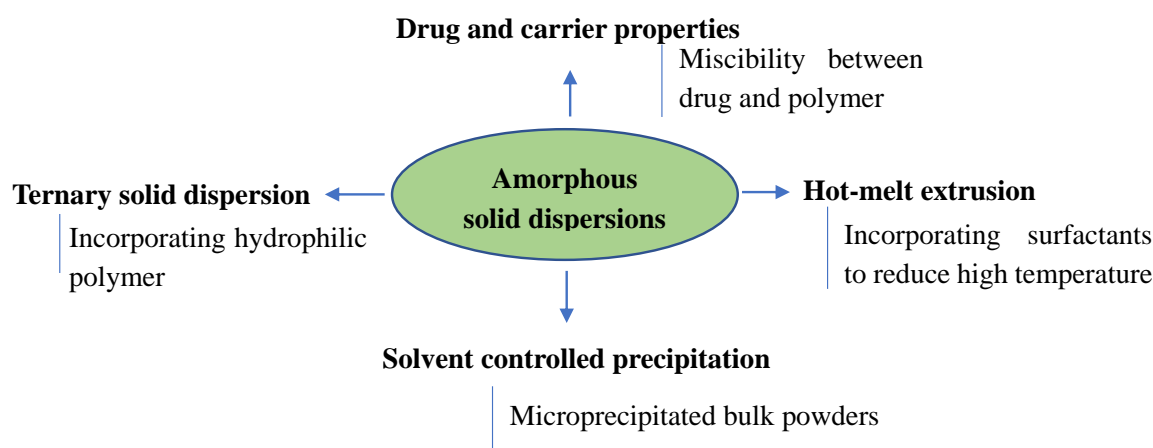 Drug and carrier properties
Miscibility between
drug and polymer
Amorphous
solid dispersions
Ternary solid dispersion
Incorporating hydrophilic
polymer
Hot-melt extrusion
Incorporating surfactants
to reduce high temperature
Solvent controlled precipitation
Microprecipitated bulk powders